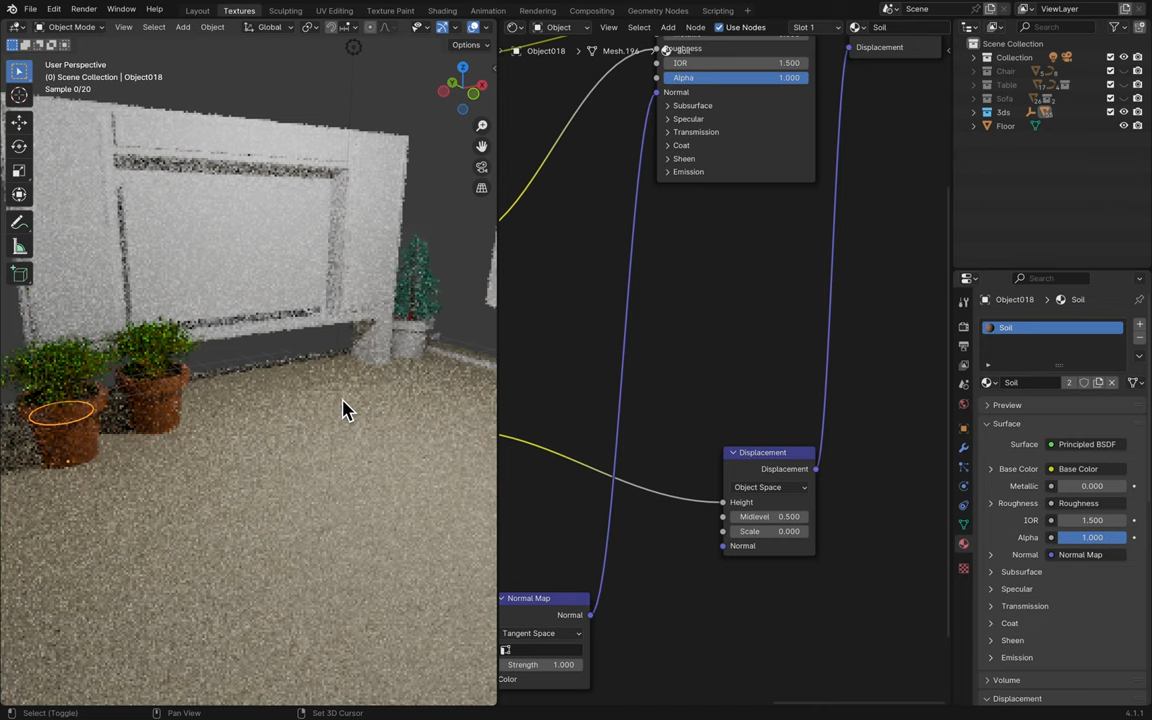 File Edit Render Window Help Layout Textures Sculpting UV Editing Texture Paint Shading Animation Rendering Compositing Geometry Nodes Scripting + Scene ViewLayer
Object Mode View Select Add Object Global
Options
User Perspective
(0) Scene Collection | Object018
Sample 0/20
X
Y
Z
Object View Select Add Node Use Nodes Slot 1 Soil
Object018 > Mesh.196 >
Roughness
IOR 1.500
Alpha 1.000
Normal
Subsurface
Specular
Transmission
Coat
Sheen
Emission
Displacement
Displacement
Displacement
Object Space
Height
Midlevel 0.500
Scale 0.000
Normal
Normal Map
Normal
Tangent Space
Strength 1.000
Color
Scene Collection
Collection
Chair
Table
Sofa
3ds
Floor
Search
Object018 > Soil
Soil
Soil 2
Preview
Surface
Surface Principled BSDF
Base Color Base Color
Metallic 0.000
Roughness Roughness
IOR 1.500
Alpha 1.000
Normal Normal Map
Subsurface
Specular
Transmission
Coat
Sheen
Emission
Volume
Displacement
Select (Toggle) Pan View Set 3D Cursor 4.1.1